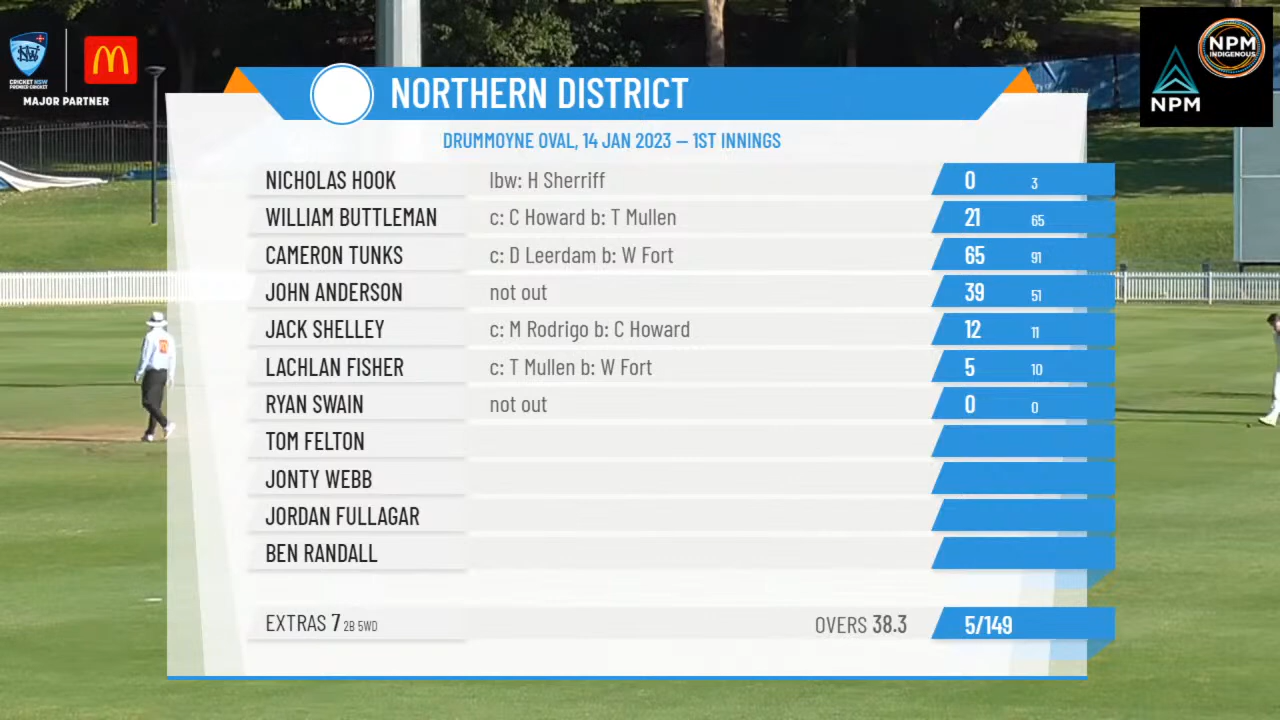 CRICKET NSW
PREMIER CRICKET
MAJOR PARTNER
NPM
INDIGENOUS
NPM
NORTHERN DISTRICT
DRUMMOYNE OVAL, 14 JAN 2023 – 1ST INNINGS
NICHOLAS HOOK lbw: H Sherriff 0 3
WILLIAM BUTTLEMAN c: C Howard b: T Mullen 21 65
CAMERON TUNKS c: D Leerdam b: W Fort 65 91
JOHN ANDERSON not out 39 51
JACK SHELLEY c: M Rodrigo b: C Howard 12 11
LACHLAN FISHER c: T Mullen b: W Fort 5 10
RYAN SWAIN not out 0 0
TOM FELTON
JONTY WEBB
JORDAN FULLAGAR
BEN RANDALL
EXTRAS 7 2B 5WD OVERS 38.3 5/149